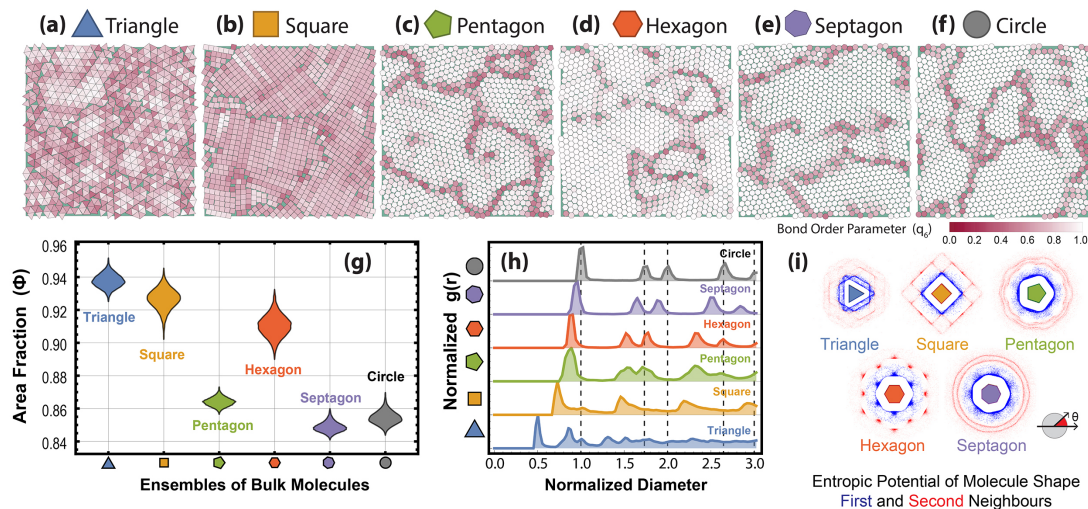 (a) Triangle
(b) Square
(c) Pentagon
(d) Hexagon
(e) Septagon
(f) Circle
Bond Order Parameter (q6)
0.0 0.2 0.4 0.6 0.8 1.0
(g)
Area Fraction (Φ)
0.96
0.94
0.92
0.90
0.88
0.86
0.84
Triangle
Square
Pentagon
Hexagon
Septagon
Circle
Ensembles of Bulk Molecules
(h)
Normalized g(r)
Circle
Septagon
Hexagon
Pentagon
Square
Triangle
0.0 0.5 1.0 1.5 2.0 2.5 3.0
Normalized Diameter
(i)
Triangle
Square
Pentagon
Hexagon
Septagon
θ
Entropic Potential of Molecule Shape
First and Second Neighbours